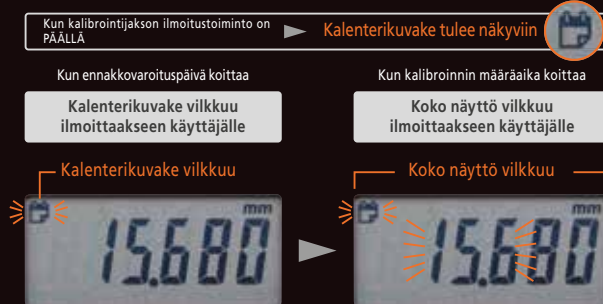 Kun kalibrointijakson ilmoitustoiminto on
PÄÄLLÄ
Kalenterikuvake tulee näkyviin
Kun ennakkovaroituspäivä koittaa
Kun kalibroinnin määräaika koittaa
Kalenterikuvake vilkkuu
ilmoittaakseen käyttäjälle
Koko näyttö vilkkuu
ilmoittaakseen käyttäjälle
Kalenterikuvake vilkkuu
Koko näyttö vilkkuu
mm
15.680
mm
15.680